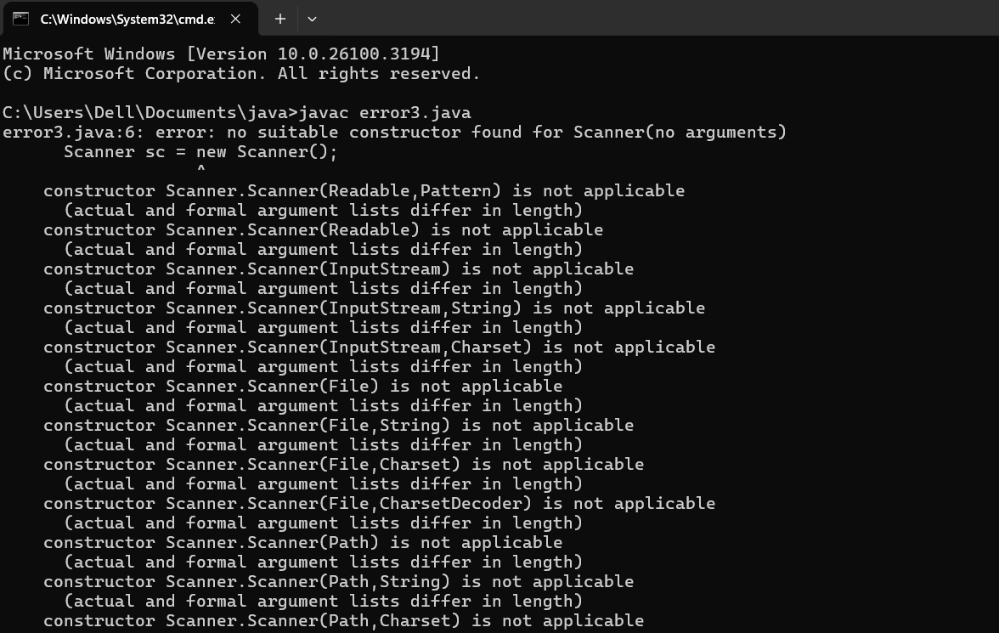 C:\Windows\System32\cmd.e
Microsoft Windows [Version 10.0.26100.3194]
(c) Microsoft Corporation. All rights reserved.
C:\Users\Dell\Documents\java>javac error3.java
error3.java:6: error: no suitable constructor found for Scanner(no arguments)
      Scanner sc = new Scanner();
                   ^
    constructor Scanner.Scanner(Readable,Pattern) is not applicable
      (actual and formal argument lists differ in length)
    constructor Scanner.Scanner(Readable) is not applicable
      (actual and formal argument lists differ in length)
    constructor Scanner.Scanner(InputStream) is not applicable
      (actual and formal argument lists differ in length)
    constructor Scanner.Scanner(InputStream,String) is not applicable
      (actual and formal argument lists differ in length)
    constructor Scanner.Scanner(InputStream,Charset) is not applicable
      (actual and formal argument lists differ in length)
    constructor Scanner.Scanner(File) is not applicable
      (actual and formal argument lists differ in length)
    constructor Scanner.Scanner(File,String) is not applicable
      (actual and formal argument lists differ in length)
    constructor Scanner.Scanner(File,Charset) is not applicable
      (actual and formal argument lists differ in length)
    constructor Scanner.Scanner(File,CharsetDecoder) is not applicable
      (actual and formal argument lists differ in length)
    constructor Scanner.Scanner(Path) is not applicable
      (actual and formal argument lists differ in length)
    constructor Scanner.Scanner(Path,String) is not applicable
      (actual and formal argument lists differ in length)
    constructor Scanner.Scanner(Path,Charset) is not applicable